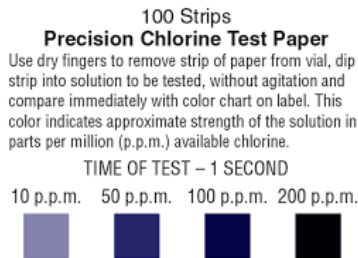 100 Strips
Precision Chlorine Test Paper
Use dry fingers to remove strip of paper from vial, dip
strip into solution to be tested, without agitation and
compare immediately with color chart on label. This
color indicates approximate strength of the solution in
parts per million (p.p.m.) available chlorine.
TIME OF TEST – 1 SECOND
10 p.p.m. 50 p.p.m. 100 p.p.m. 200 p.p.m.